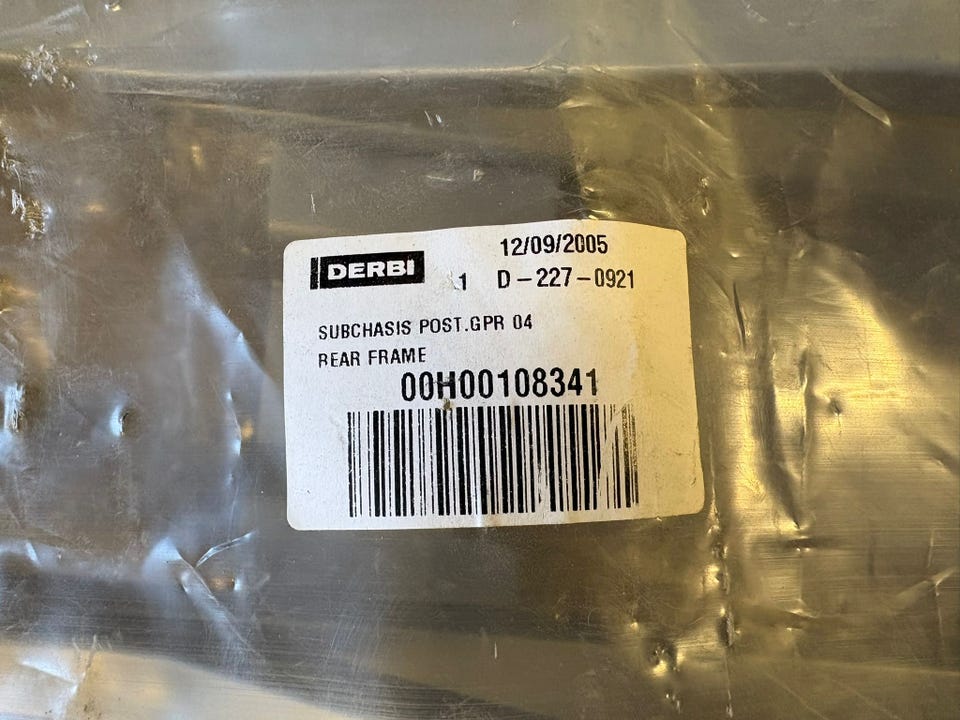 12/09/2005
DERBI
1 D-227-0921
SUBCHASIS POST.GPR 04
REAR FRAME
00H00108341